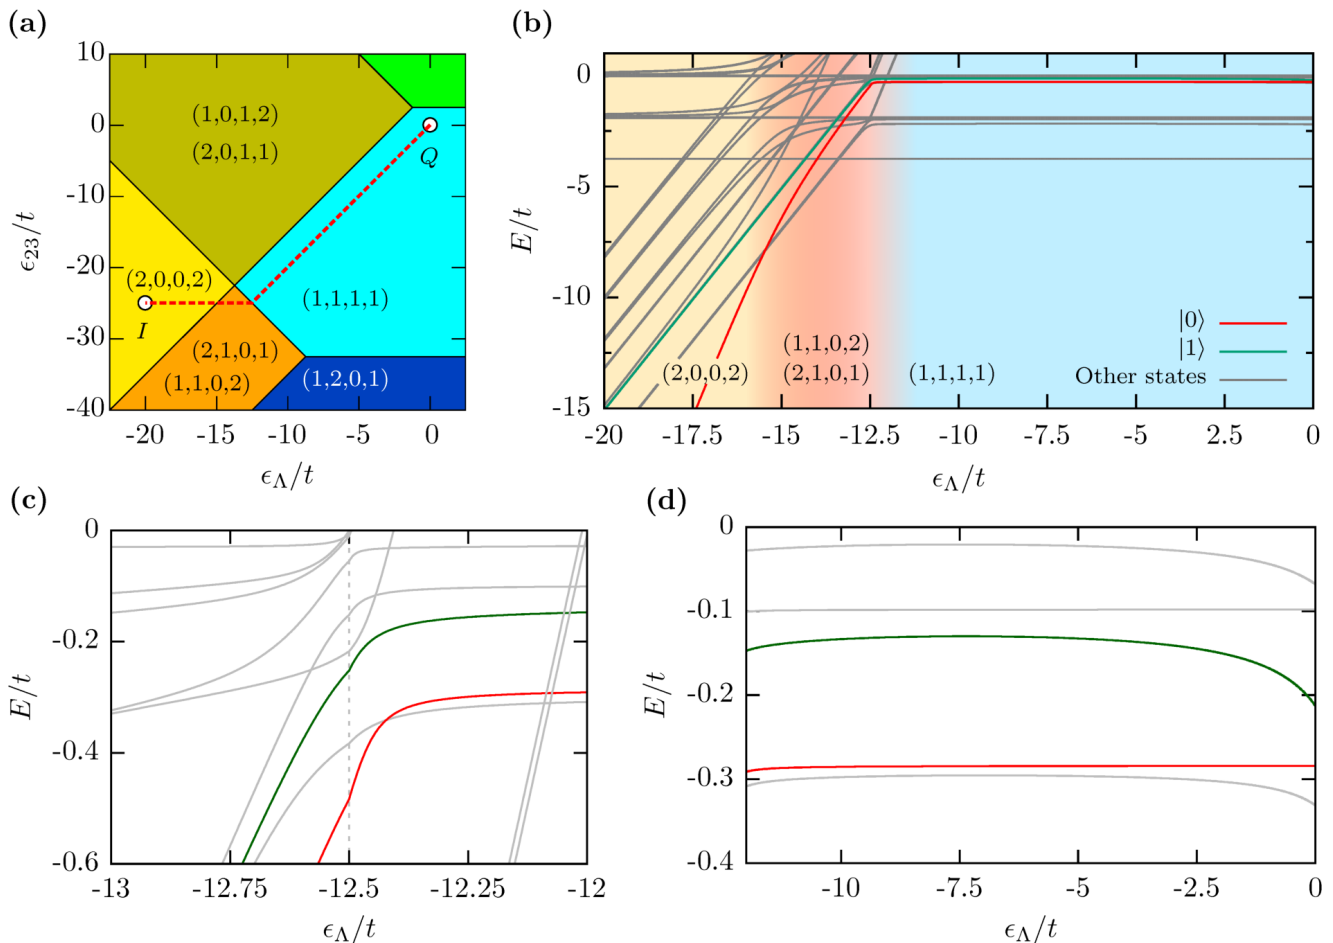 (a)
10
0
-10
-20
-30
-40
ϵ23/t
(1,0,1,2)
(2,0,1,1)
Q
(2,0,0,2)
I
(1,1,1,1)
(2,1,0,1)
(1,1,0,2)
(1,2,0,1)
-20 -15 -10 -5 0
ϵΛ/t
(b)
0
-5
-10
-15
E/t
|0⟩
|1⟩
Other states
(1,1,0,2)
(2,0,0,2) (2,1,0,1) (1,1,1,1)
-20 -17.5 -15 -12.5 -10 -7.5 -5 2.5 0
ϵΛ/t
(c)
0
-0.2
-0.4
-0.6
E/t
-13 -12.75 -12.5 -12.25 -12
ϵΛ/t
(d)
0
-0.1
-0.2
-0.3
-0.4
E/t
-10 -7.5 -5 -2.5 0
ϵΛ/t